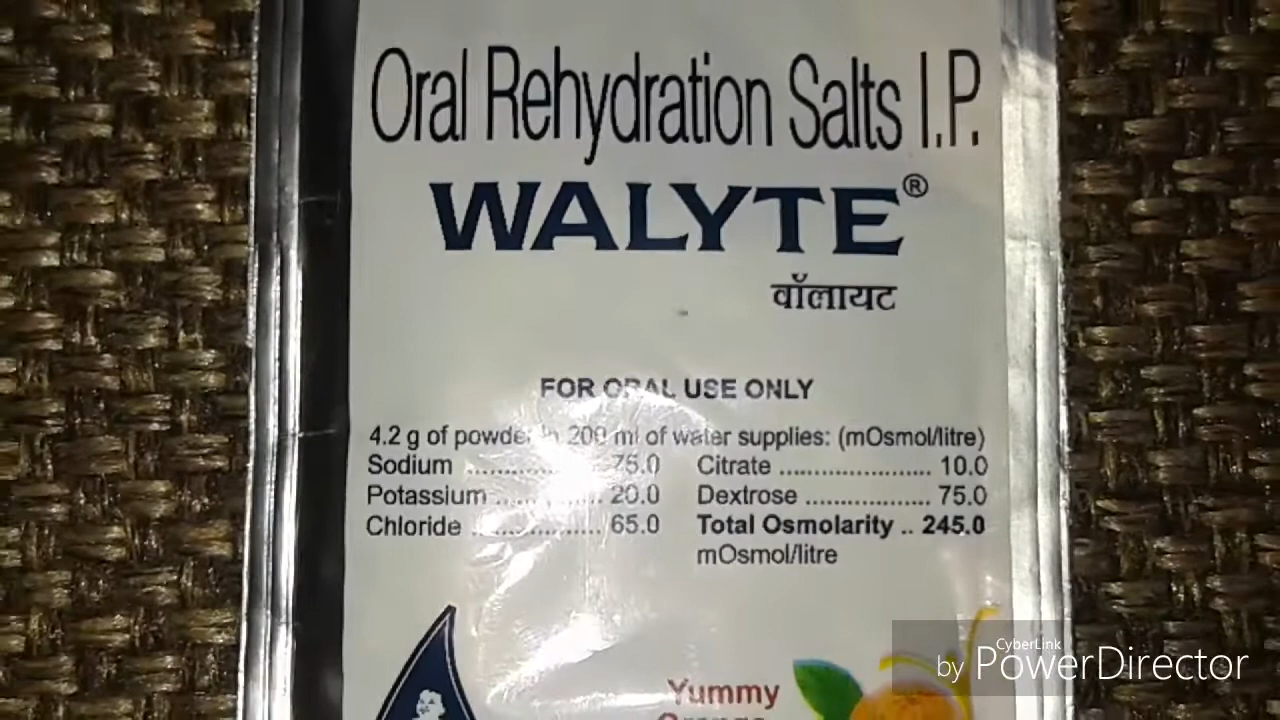 Oral Rehydration Salts I.P.
WALYTE®
वॉलायट
FOR ORAL USE ONLY
4.2 g of powder in 200 ml of water supplies: (mOsmol/litre)
Sodium .................... 75.0
Potassium ............... 20.0
Chloride ................... 65.0
Citrate ...................... 10.0
Dextrose .................. 75.0
Total Osmolarity .. 245.0
mOsmol/litre
Yummy
Orange
CyberLink
by PowerDirector